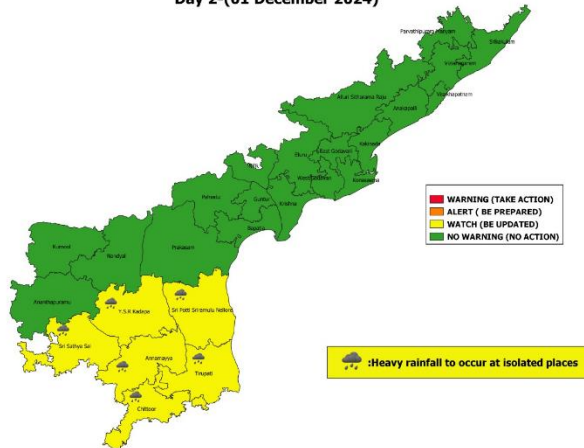 Day 2-(01 December 2024)
Parvathipuram Manyam
Srikakulam
Vizianagaram
Visakhapatnam
Alluri Sitharama Raju
Anakapalli
Kakinada
East Godavari
Eluru
Konaseema
West Godavari
NTR
Krishna
Guntur
Palnadu
Bapatla
Prakasam
Kurnool
Nandyal
Ananthapuramu
Y.S.R Kadapa
Sri Potti Sriramulu Nellore
Sri Sathya Sai
Annamayya
Tirupati
Chittoor
WARNING (TAKE ACTION)
ALERT ( BE PREPARED)
WATCH (BE UPDATED)
NO WARNING (NO ACTION)
:Heavy rainfall to occur at isolated places